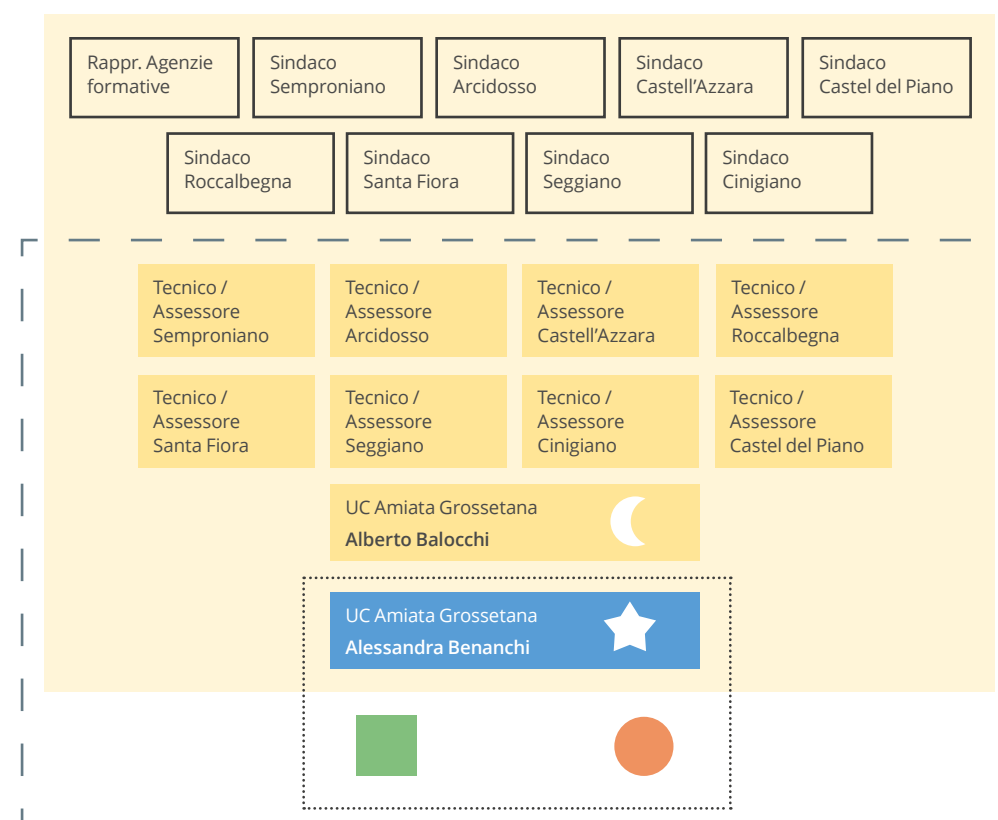 Rappr. Agenzie
formative
Sindaco
Semproniano
Sindaco
Arcidosso
Sindaco
Castell'Azzara
Sindaco
Castel del Piano
Sindaco
Roccalbegna
Sindaco
Santa Fiora
Sindaco
Seggiano
Sindaco
Cinigiano
Tecnico /
Assessore
Semproniano
Tecnico /
Assessore
Arcidosso
Tecnico /
Assessore
Castell'Azzara
Tecnico /
Assessore
Roccalbegna
Tecnico /
Assessore
Santa Fiora
Tecnico /
Assessore
Seggiano
Tecnico /
Assessore
Cinigiano
Tecnico /
Assessore
Castel del Piano
UC Amiata Grossetana
Alberto Balocchi
UC Amiata Grossetana
Alessandra Benanchi